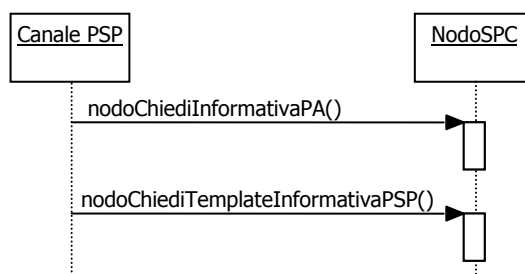 Canale PSP
NodoSPC
nodoChiediInformativaPA()
nodoChiediTemplateInformativaPSP()